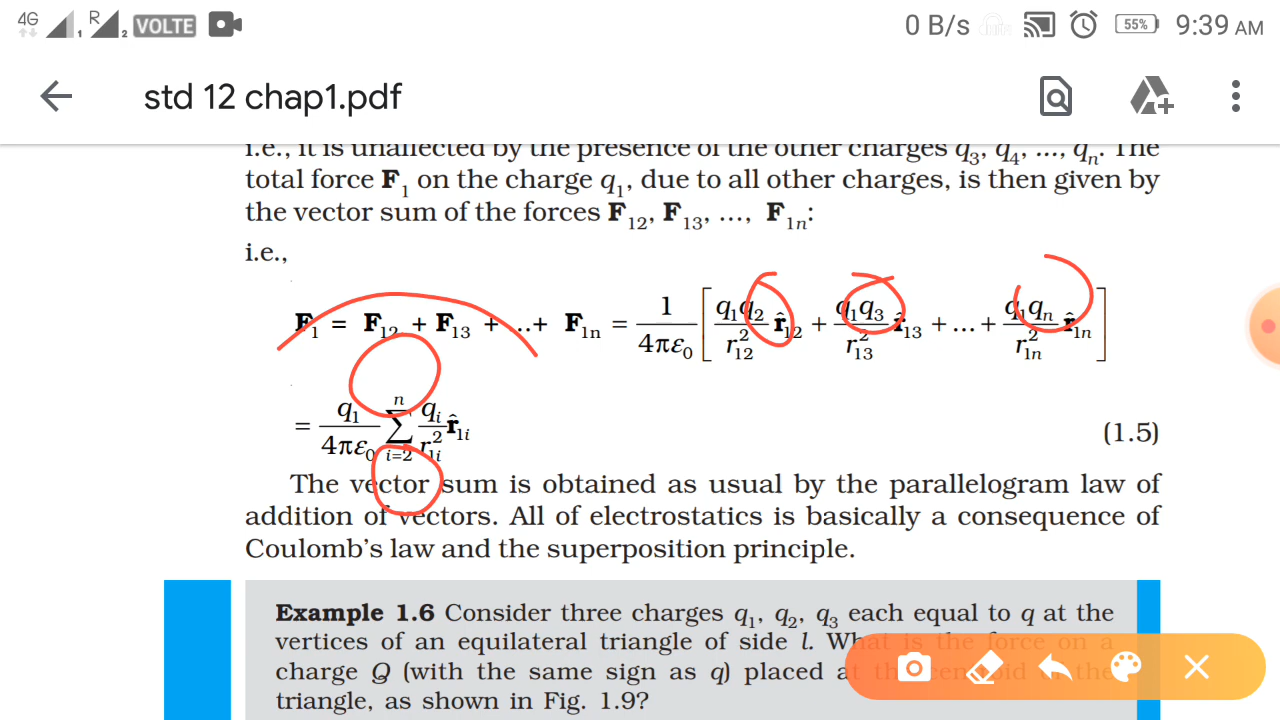 4G 1 R 2 VOLTE 0 B/s 55% 9:39 AM
std 12 chap1.pdf
i.e., it is unaffected by the presence of the other charges q₃, q₄, ..., qₙ. The
total force F₁ on the charge q₁, due to all other charges, is then given by
the vector sum of the forces F₁₂, F₁₃, ..., F₁ₙ:
i.e.,
F₁ = F₁₂ + F₁₃ + ...+ F₁ₙ = 1/4πε₀ [ q₁q₂/r₁₂² r̂₁₂ + q₁q₃/r₁₃² r̂₁₃ + ... + q₁qₙ/r₁ₙ² r̂₁ₙ ]
= q₁/4πε₀ ∑ᵢ₌₂ⁿ qᵢ/r₁ᵢ² r̂₁ᵢ (1.5)
The vector sum is obtained as usual by the parallelogram law of
addition of vectors. All of electrostatics is basically a consequence of
Coulomb's law and the superposition principle.
Example 1.6 Consider three charges q₁, q₂, q₃ each equal to q at the
vertices of an equilateral triangle of side l. What is the force on a
charge Q (with the same sign as q) placed at the centroid of the
triangle, as shown in Fig. 1.9?